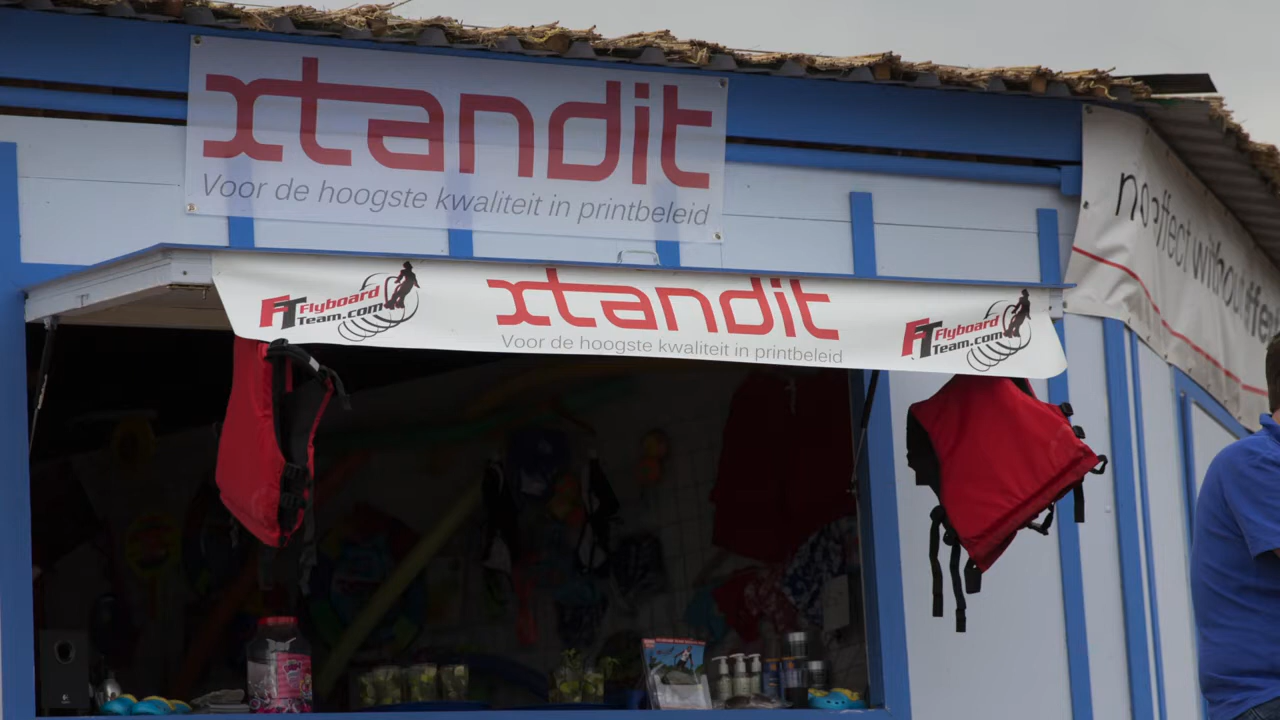 xtandit
Voor de hoogste kwaliteit in printbeleid
FT Flyboard
Team.com
xtandit
Voor de hoogste kwaliteit in printbeleid
FT Flyboard
Team.com
no effect without